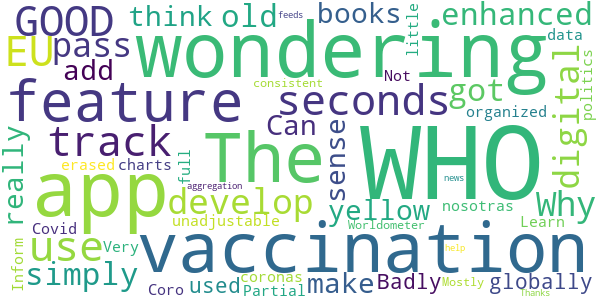 GOOD think old feeds books little enhanced
EU pass wondering data politics
add Not
feature seconds consistent got organized digital
track Can
really The WHO
erased charts sense
app full aggregation news
develop yellow nosotras Why
Covid unadjustable Worldometer Learn
use Very
vaccination
Inform simply used coronas make Badly help globally
Coro Partial Mostly Thanks